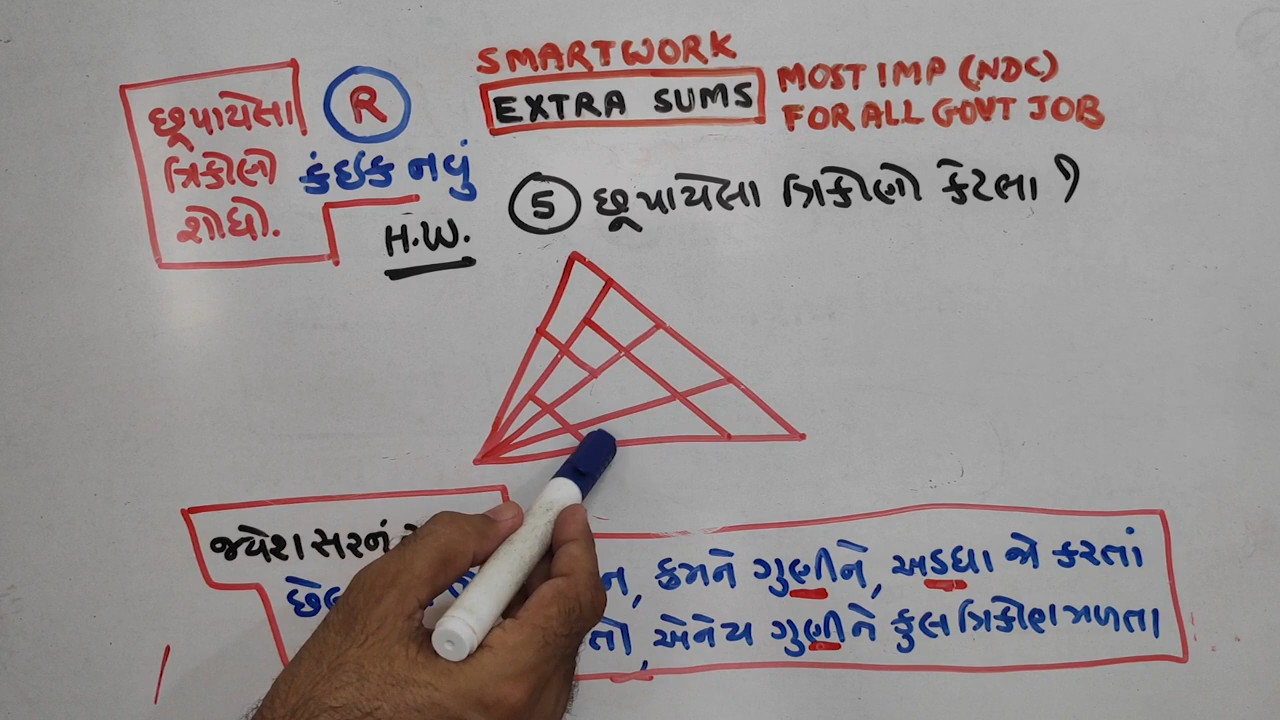 SMARTWORK
EXTRA SUMS
MOST IMP (NDC)
FOR ALL GOVT JOB
છૂપાયેલા
ત્રિકોણો
શોધો.
R
કંઇક નવું
H.W.
5 છૂપાયેલા ત્રિકોણો કેટલા ?
જયેશ સરનું
ક્રમને ગુણીને, અડધા જો કરતાં
એનેય ગુણીને કુલ ત્રિકોણ મળતા